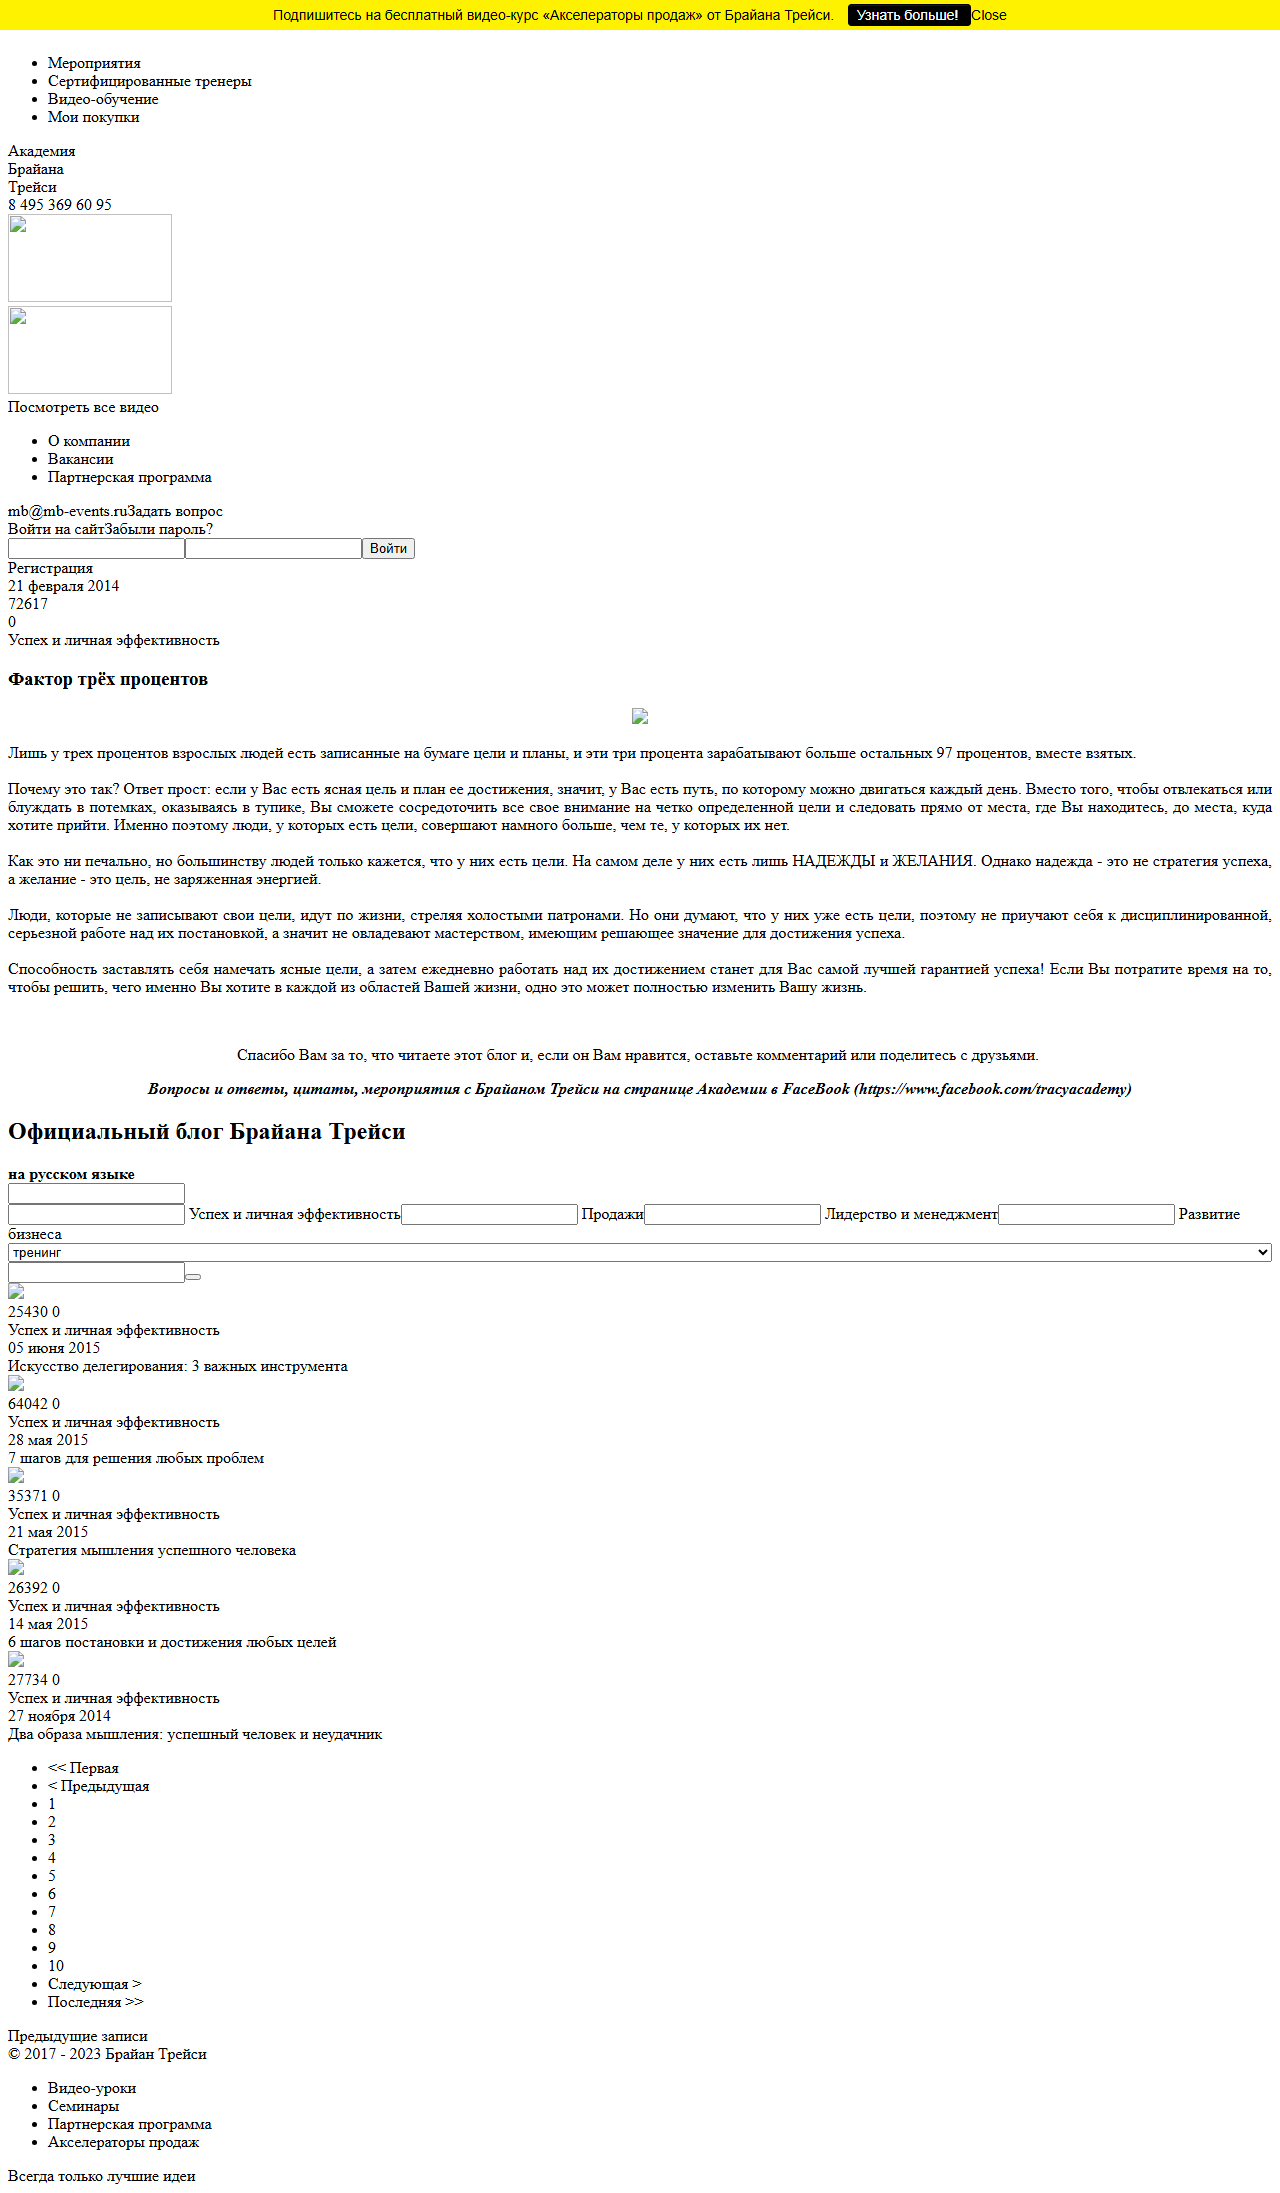 Подпишитесь на бесплатный видео-курс «Акселераторы продаж» от Брайана Трейси. Узнать больше! Close
Мероприятия
Сертифицированные тренеры
Видео-обучение
Мои покупки
Академия
Брайана
Трейси
8 495 369 60 95
Посмотреть все видео
О компании
Вакансии
Партнерская программа
mb@mb-events.ruЗадать вопрос
Войти на сайтЗабыли пароль?
Войти
Регистрация
21 февраля 2014
72617
0
Успех и личная эффективность
Фактор трёх процентов
Лишь у трех процентов взрослых людей есть записанные на бумаге цели и планы, и эти три процента зарабатывают больше остальных 97 процентов, вместе взятых.
Почему это так? Ответ прост: если у Вас есть ясная цель и план ее достижения, значит, у Вас есть путь, по которому можно двигаться каждый день. Вместо того, чтобы отвлекаться или
блуждать в потемках, оказываясь в тупике, Вы сможете сосредоточить все свое внимание на четко определенной цели и следовать прямо от места, где Вы находитесь, до места, куда
хотите прийти. Именно поэтому люди, у которых есть цели, совершают намного больше, чем те, у которых их нет.
Как это ни печально, но большинству людей только кажется, что у них есть цели. На самом деле у них есть лишь НАДЕЖДЫ и ЖЕЛАНИЯ. Однако надежда - это не стратегия успеха,
а желание - это цель, не заряженная энергией.
Люди, которые не записывают свои цели, идут по жизни, стреляя холостыми патронами. Но они думают, что у них уже есть цели, поэтому не приучают себя к дисциплинированной,
серьезной работе над их постановкой, а значит не овладевают мастерством, имеющим решающее значение для достижения успеха.
Способность заставлять себя намечать ясные цели, а затем ежедневно работать над их достижением станет для Вас самой лучшей гарантией успеха! Если Вы потратите время на то,
чтобы решить, чего именно Вы хотите в каждой из областей Вашей жизни, одно это может полностью изменить Вашу жизнь.
Спасибо Вам за то, что читаете этот блог и, если он Вам нравится, оставьте комментарий или поделитесь с друзьями.
Вопросы и ответы, цитаты, мероприятия с Брайаном Трейси на странице Академии в FaceBook (https://www.facebook.com/tracyacademy)
Официальный блог Брайана Трейси
на русском языке
Успех и личная эффективность Продажи Лидерство и менеджмент Развитие
бизнеса
тренинг
25430 0
Успех и личная эффективность
05 июня 2015
Искусство делегирования: 3 важных инструмента
64042 0
Успех и личная эффективность
28 мая 2015
7 шагов для решения любых проблем
35371 0
Успех и личная эффективность
21 мая 2015
Стратегия мышления успешного человека
26392 0
Успех и личная эффективность
14 мая 2015
6 шагов постановки и достижения любых целей
27734 0
Успех и личная эффективность
27 ноября 2014
Два образа мышления: успешный человек и неудачник
<< Первая
< Предыдущая
1
2
3
4
5
6
7
8
9
10
Следующая >
Последняя >>
Предыдущие записи
© 2017 - 2023 Брайан Трейси
Видео-уроки
Семинары
Партнерская программа
Акселераторы продаж
Всегда только лучшие идеи